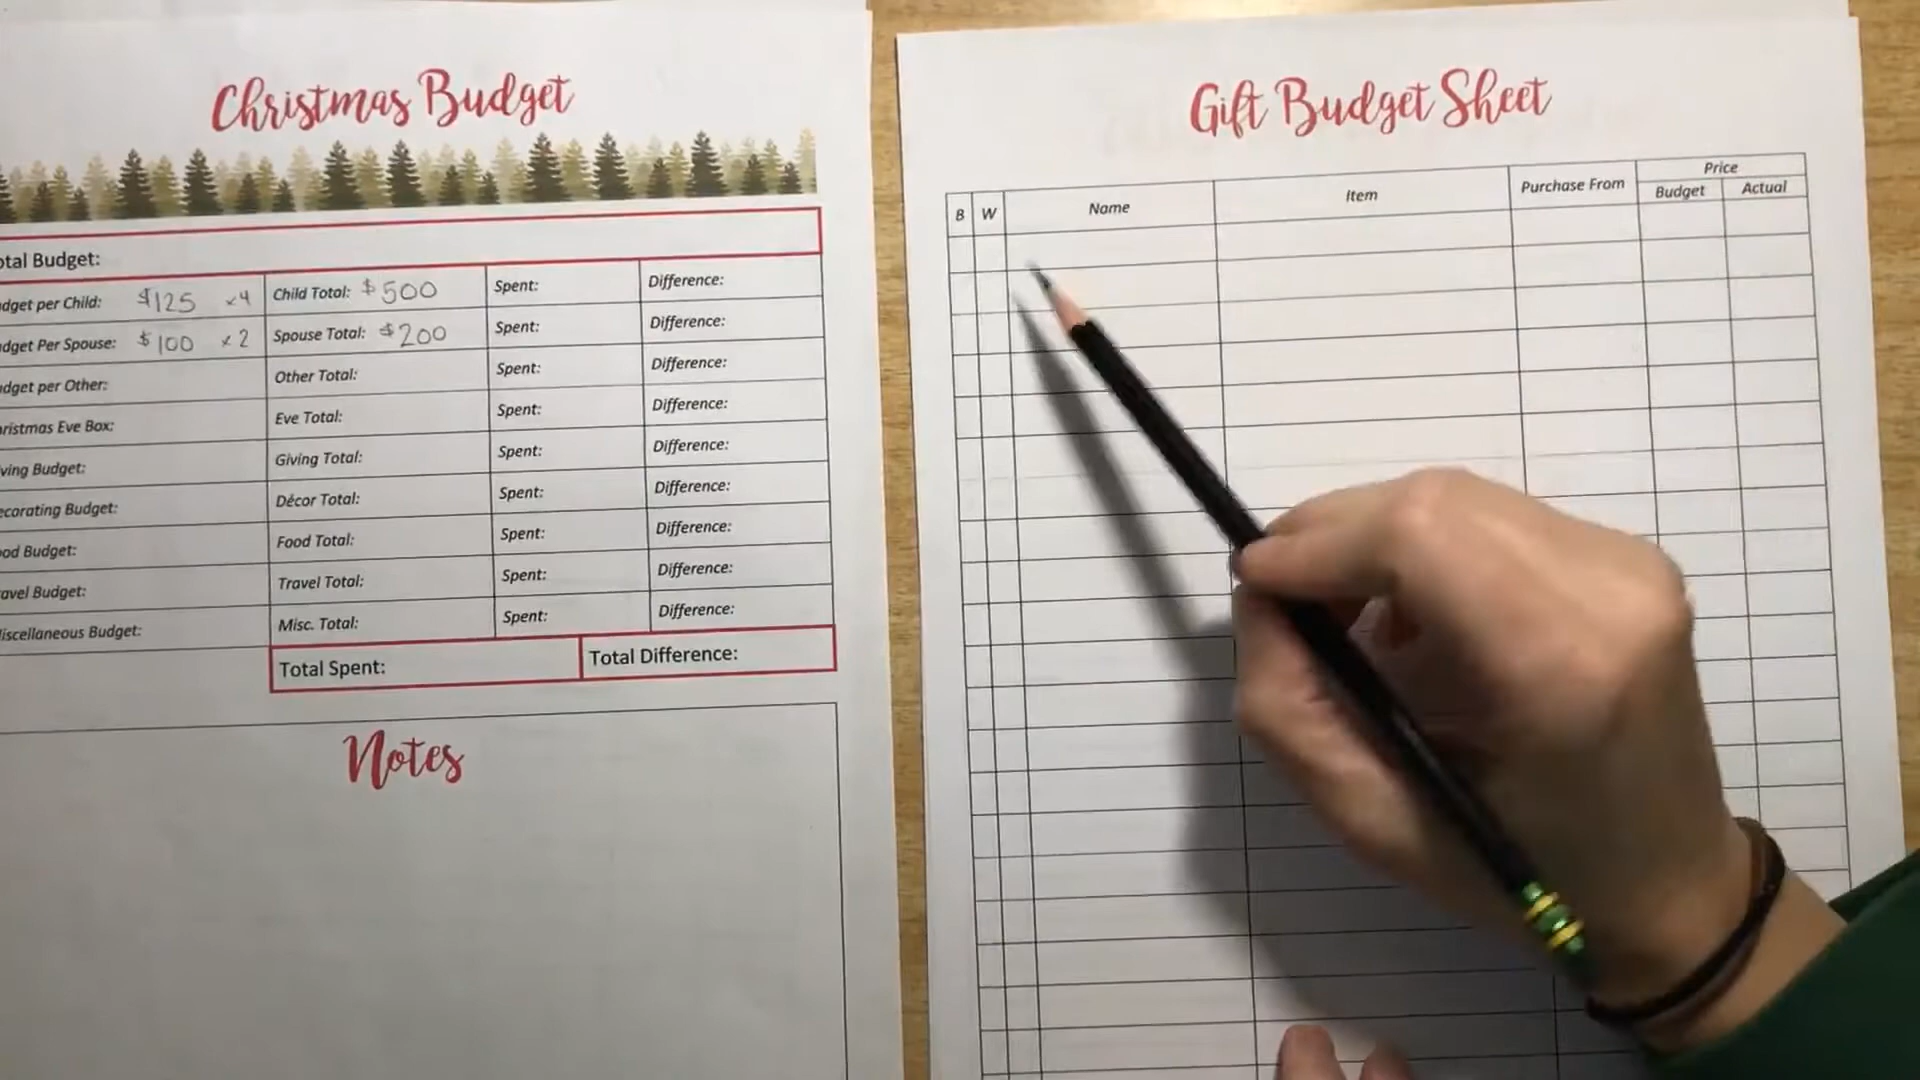 Christmas Budget
otal Budget:
dget per Child: $125 x4 Child Total: $500 Spent: Difference:
dget Per Spouse: $100 x2 Spouse Total: $200 Spent: Difference:
dget per Other: Other Total: Spent: Difference:
ristmas Eve Box: Eve Total: Spent: Difference:
ving Budget: Giving Total: Spent: Difference:
ecorating Budget: Décor Total: Spent: Difference:
od Budget: Food Total: Spent: Difference:
avel Budget: Travel Total: Spent: Difference:
iscellaneous Budget: Misc. Total: Spent: Difference:
Total Spent: Total Difference:
Notes
Gift Budget Sheet
Price
B W Name Item Purchase From Budget Actual